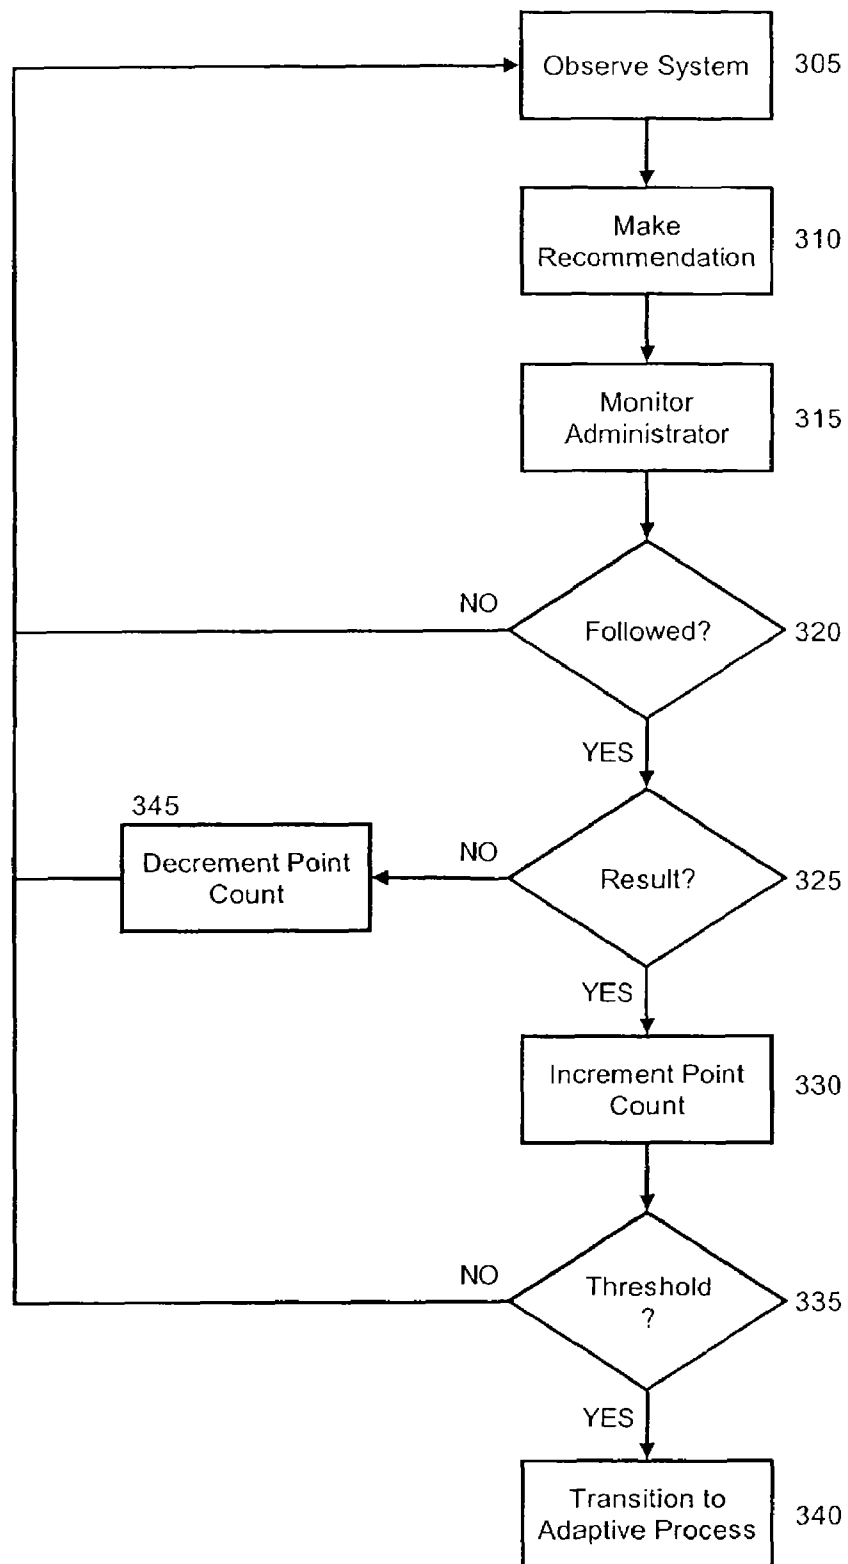 Observe System
305
Make
Recommendation
310
Monitor
Administrator
315
NO
Followed?
320
YES
345
Decrement Point
Count
NO
Result?
325
YES
Increment Point
Count
330
NO
Threshold
?
335
YES
Transition to
Adaptive Process
340